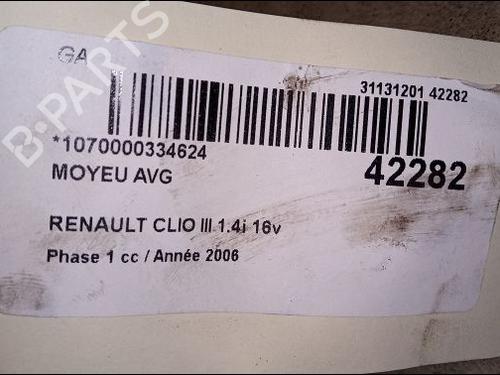 GA
31131201 42282
*1070000334624
42282
MOYEU AVG
RENAULT CLIO III 1.4i 16v
Phase 1 cc / Année 2006
B-PARTS